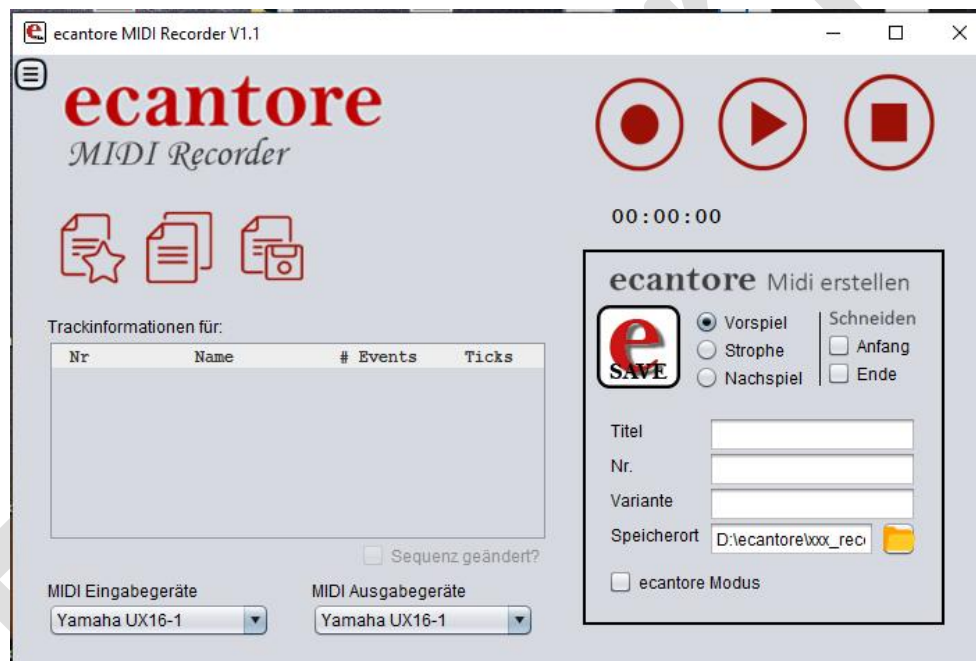 ecantore MIDI Recorder V1.1
ecantore
MIDI Recorder
00:00:00
Trackinformationen für:
Nr Name # Events Ticks
Sequenz geändert?
MIDI Eingabegeräte MIDI Ausgabegeräte
Yamaha UX16-1 Yamaha UX16-1
ecantore Midi erstellen
e
SAVE
Vorspiel
Strophe
Nachspiel
Schneiden
Anfang
Ende
Titel
Nr.
Variante
Speicherort D:\ecantore\xxx_reco
ecantore Modus